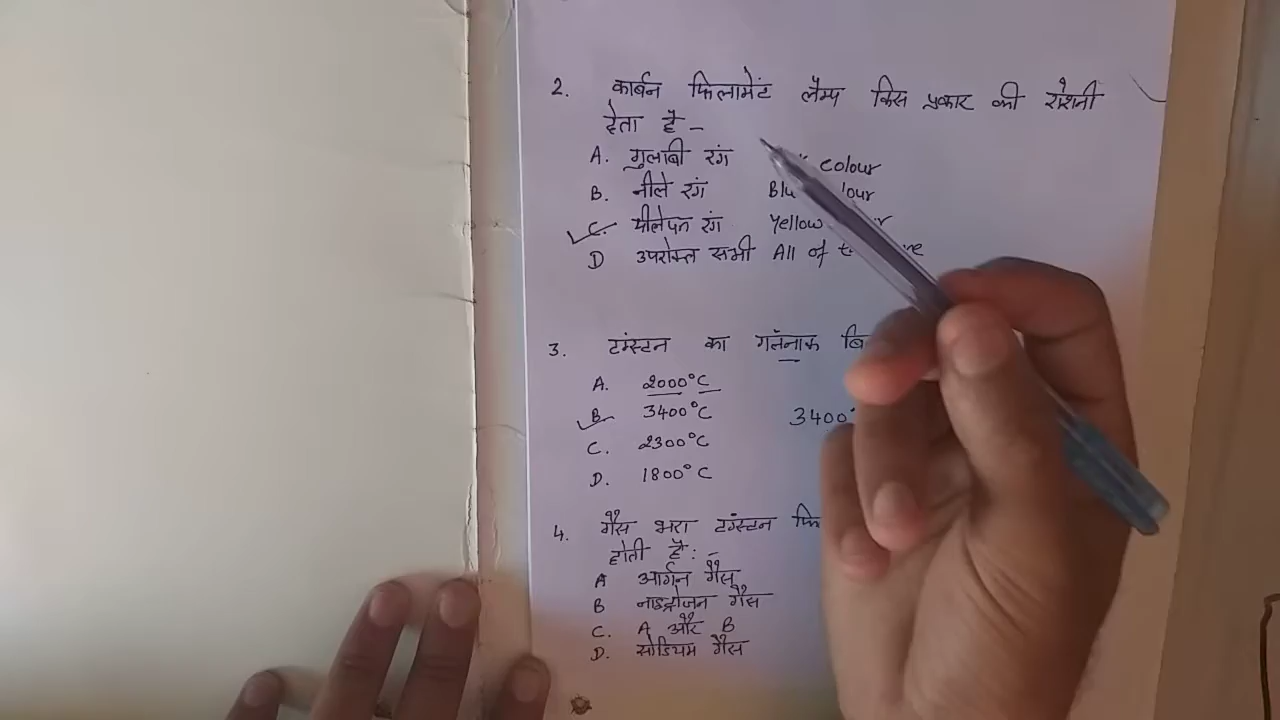 2. कार्बन फिलामेंट लैम्प किस प्रकार की रोशनी
देता है -
A. गुलाबी रंग colour
B. नीले रंग
C. पीलेपन रंग Yellow
D उपरोक्त सभी All of
3. टंगस्टन का गलनांक
A. 2000°C
B. 3400°C 3400°
C. 2300°C
D. 1800°C
4. गैस भरा टंगस्टन
होती है:-
A आर्गन गैस
B नाइट्रोजन गैस
C. A और B
D. सोडियम गैस